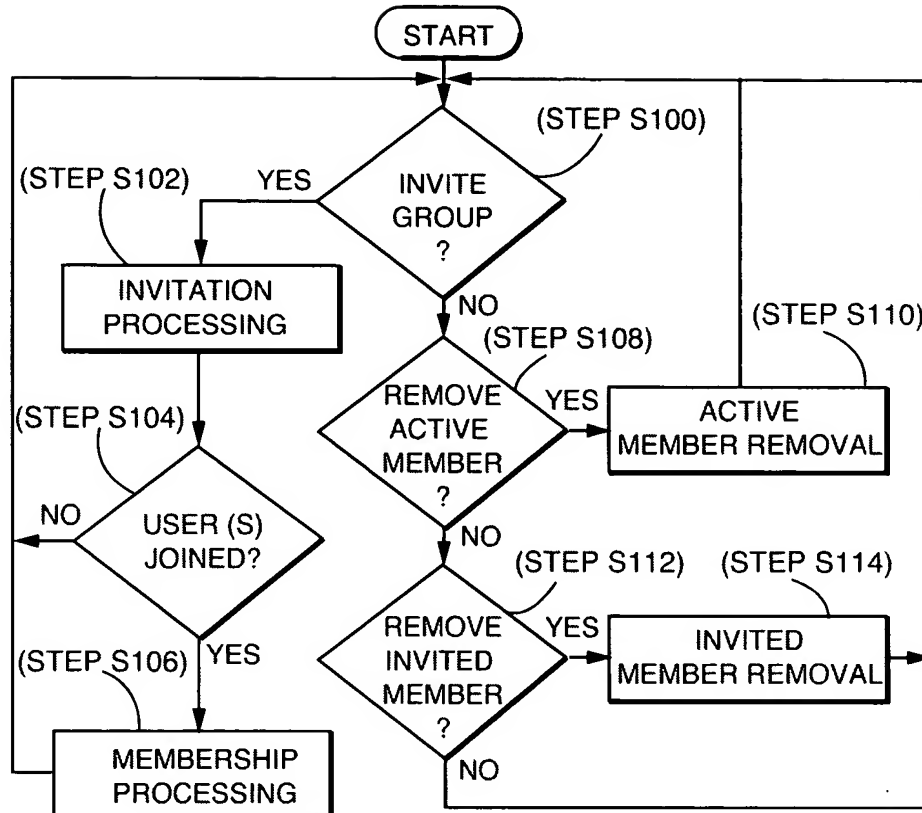 START
(STEP S100)
INVITE
GROUP
?
YES
(STEP S102)
INVITATION
PROCESSING
NO
(STEP S108)
REMOVE
ACTIVE
MEMBER
?
YES
(STEP S110)
ACTIVE
MEMBER REMOVAL
(STEP S104)
USER (S)
JOINED?
NO
YES
NO
(STEP S112)
REMOVE
INVITED
MEMBER
?
YES
(STEP S114)
INVITED
MEMBER REMOVAL
(STEP S106)
MEMBERSHIP
PROCESSING
NO